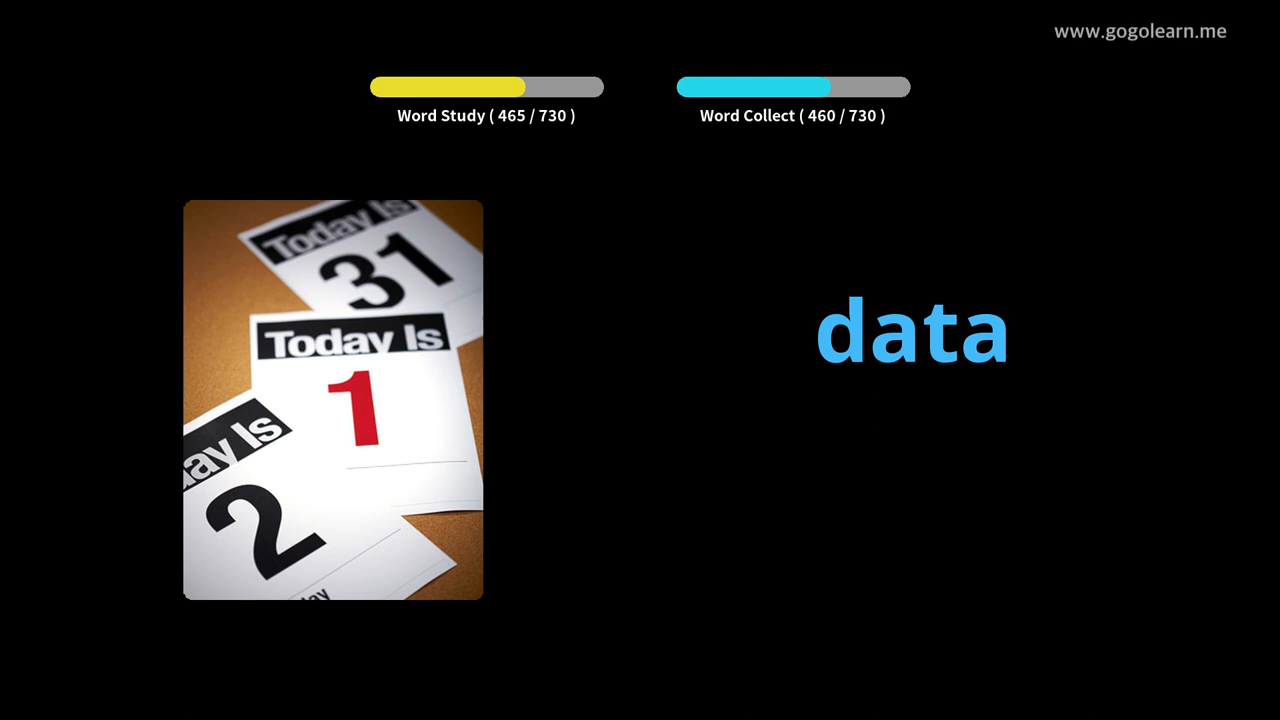 www.gogolearn.me
Word Study ( 465 / 730 )
Word Collect ( 460 / 730 )
Today Is
31
Today Is
1
data
ay Is
2